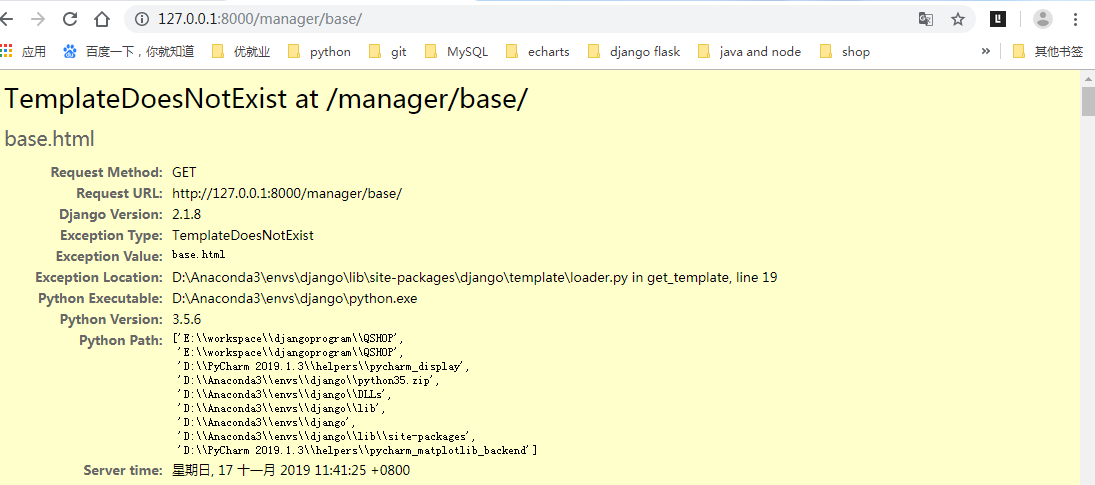 127.0.0.1:8000/manager/base/
应用 百度一下，你就知道 优就业 python git MySQL echarts django flask java and node shop » 其他书签
TemplateDoesNotExist at /manager/base/
base.html
Request Method: GET
Request URL: http://127.0.0.1:8000/manager/base/
Django Version: 2.1.8
Exception Type: TemplateDoesNotExist
Exception Value: base.html
Exception Location: D:\Anaconda3\envs\django\lib\site-packages\django\template\loader.py in get_template, line 19
Python Executable: D:\Anaconda3\envs\django\python.exe
Python Version: 3.5.6
Python Path: ['E:\\workspace\\djangoprogram\\QSHOP',
'E:\\workspace\\djangoprogram\\QSHOP',
'D:\\PyCharm 2019.1.3\\helpers\\pycharm_display',
'D:\\Anaconda3\\envs\\django\\python35.zip',
'D:\\Anaconda3\\envs\\django\\DLLs',
'D:\\Anaconda3\\envs\\django\\lib',
'D:\\Anaconda3\\envs\\django',
'D:\\Anaconda3\\envs\\django\\lib\\site-packages',
'D:\\PyCharm 2019.1.3\\helpers\\pycharm_matplotlib_backend']
Server time: 星期日, 17 十一月 2019 11:41:25 +0800